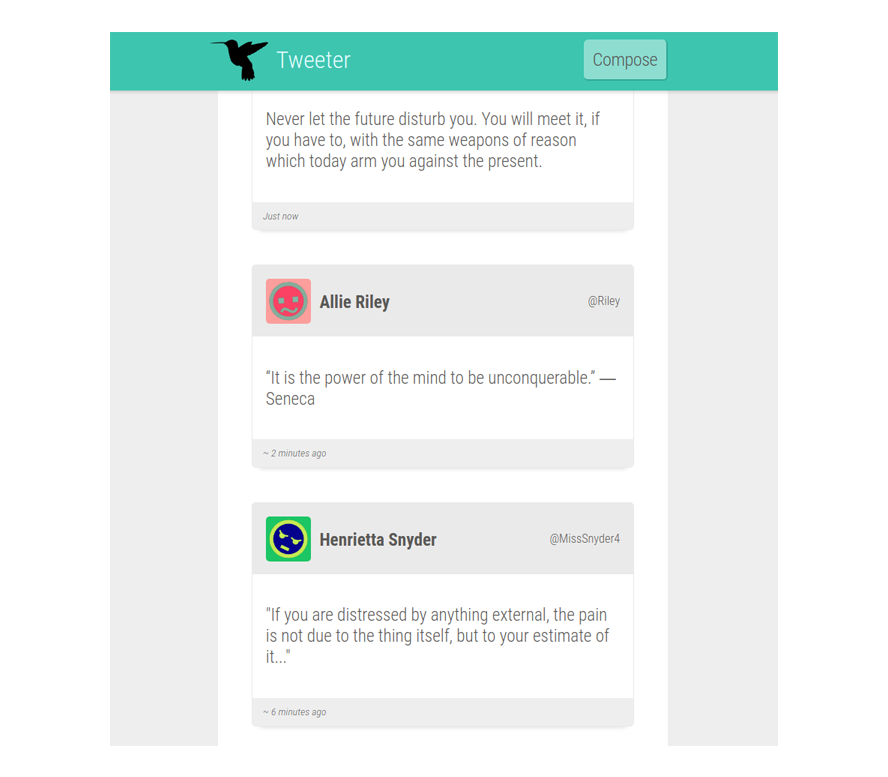 Tweeter
Compose
Never let the future disturb you. You will meet it, if
you have to, with the same weapons of reason
which today arm you against the present.
Just now
Allie Riley
@Riley
“It is the power of the mind to be unconquerable.” —
Seneca
~ 2 minutes ago
Henrietta Snyder
@MissSnyder4
"If you are distressed by anything external, the pain
is not due to the thing itself, but to your estimate of
it..."
~ 6 minutes ago